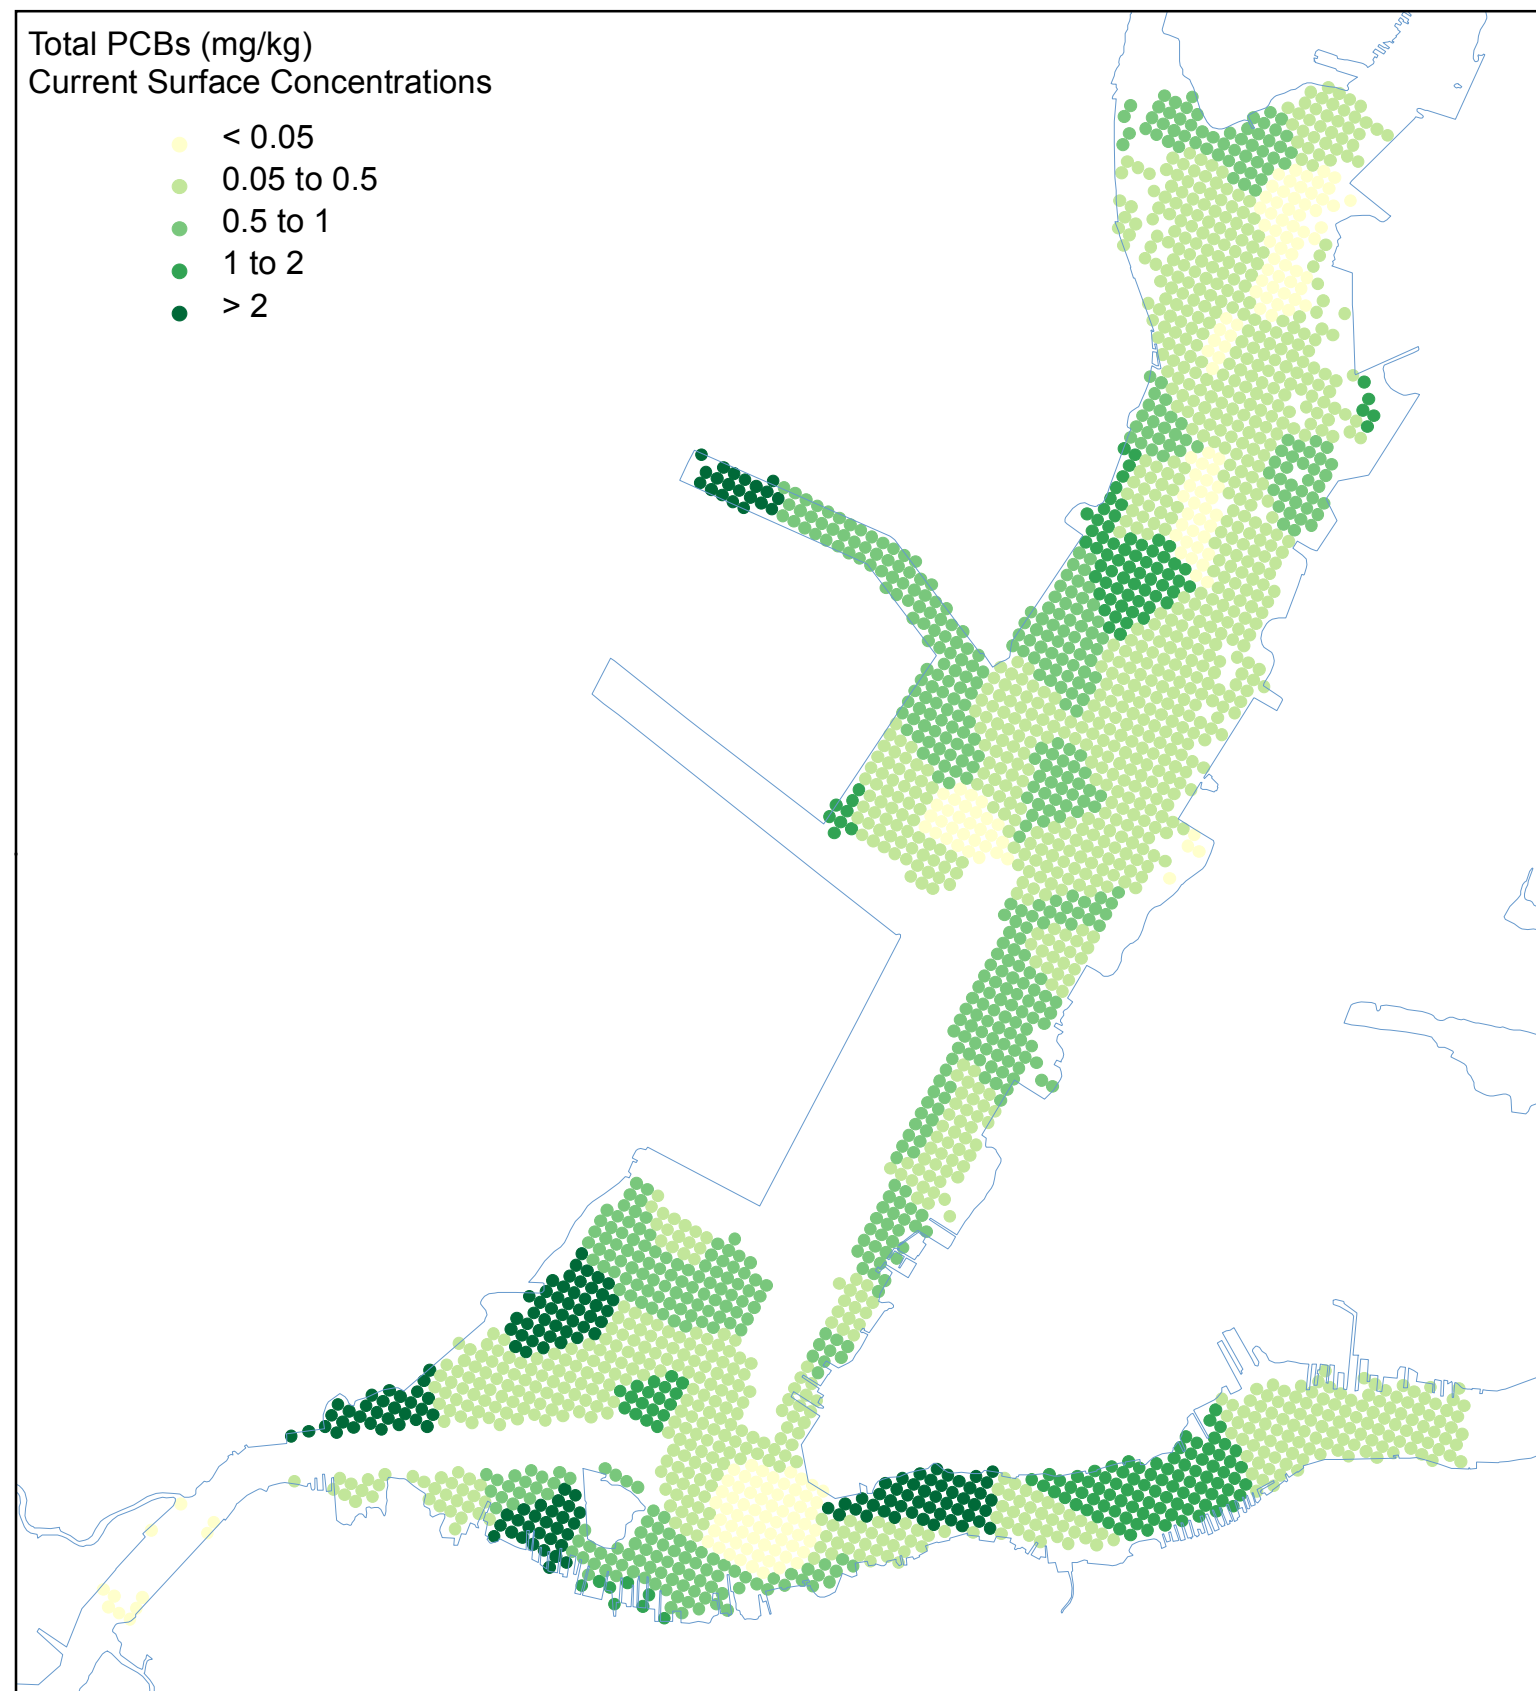 Total PCBs (mg/kg)
Current Surface Concentrations
< 0.05
0.05 to 0.5
0.5 to 1
1 to 2
> 2